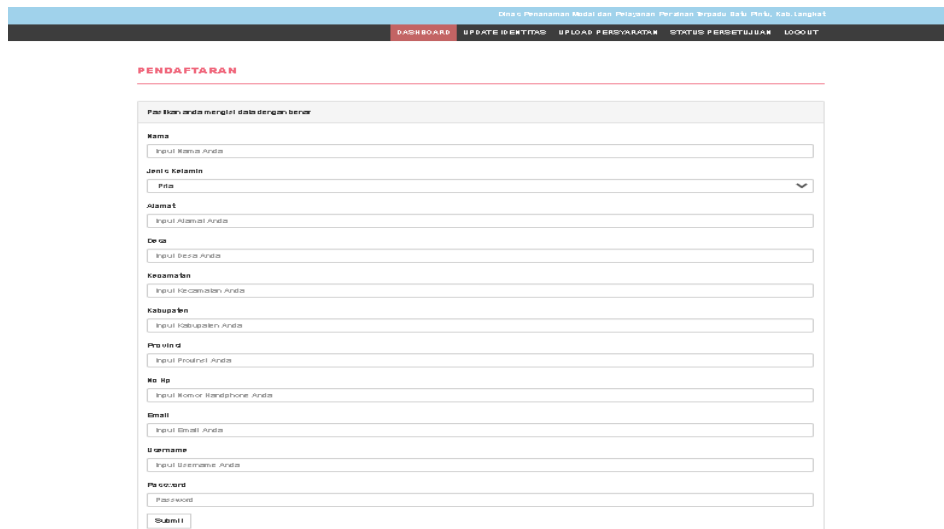 Dinas Penanaman Modal dan Pelayanan Perizinan Terpadu Satu Pintu, Kab.Langkat
DASHBOARD UPDATE IDENTITAS UPLOAD PERSYARATAN STATUS PERSETUJUAN LOGOUT
PENDAFTARAN
Pastikan anda mengisi data dengan benar
Nama
Input Nama Anda
Jenis Kelamin
Pria
Alamat
Input Alamat Anda
Desa
Input Desa Anda
Kecamatan
Input Kecamatan Anda
Kabupaten
Input Kabupaten Anda
Provinsi
Input Provinsi Anda
No Hp
Input Nomor Handphone Anda
Email
Input Email Anda
Username
Input Username Anda
Password
Password
Submit